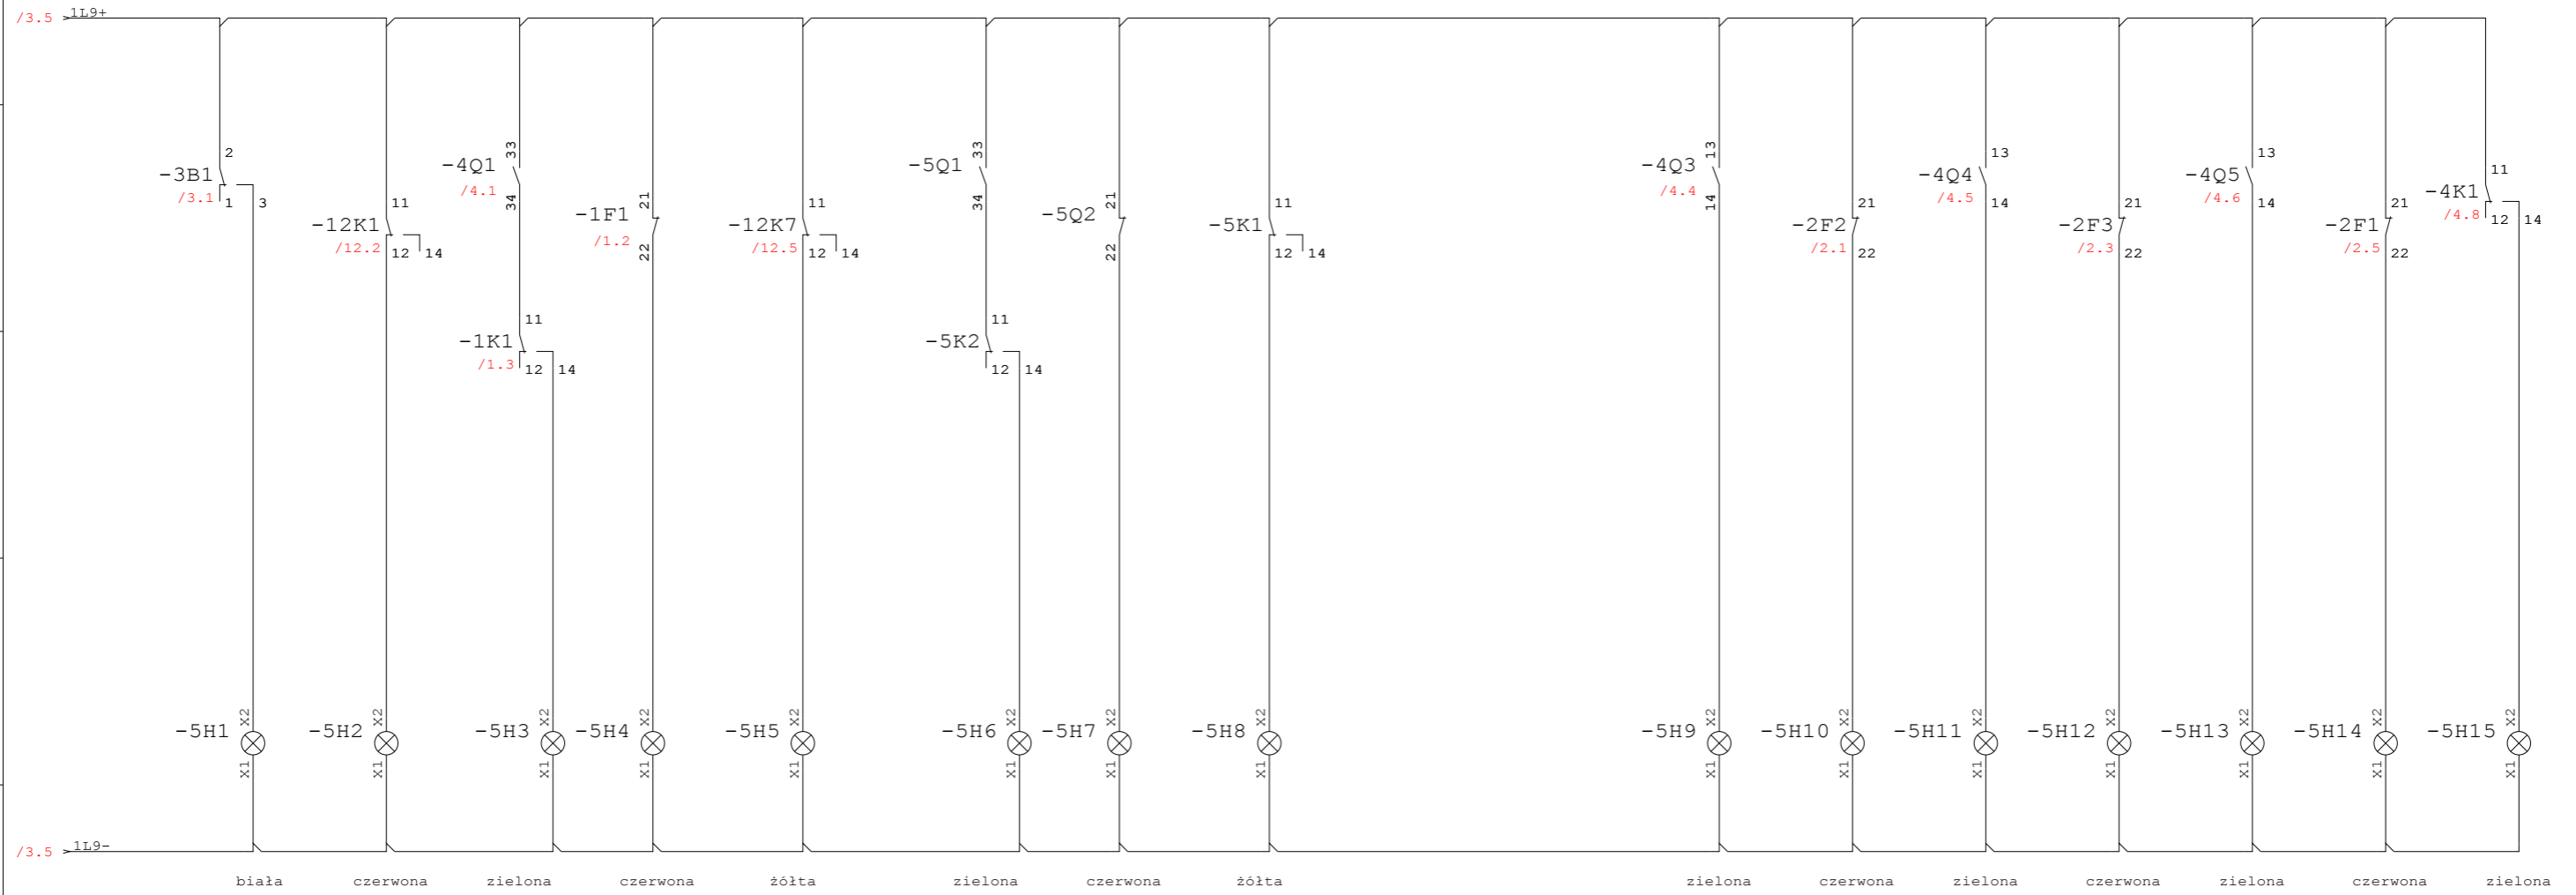 /3.5 1L9+
2
-3B1
/3.1 1 3
11
-12K1
/12.2 12 14
33
-4Q1
/4.1
34
11
-1K1
/1.3 12 14
21
-1F1
/1.2
22
11
-12K7
/12.5 12 14
33
-5Q1
34
11
-5K2
12 14
21
-5Q2
22
11
-5K1
12 14
13
-4Q3
/4.4
14
21
-2F2
/2.1 22
13
-4Q4
/4.5 14
21
-2F3
/2.3 22
13
-4Q5
/4.6 14
21
-2F1
/2.5 22
11
-4K1
/4.8 12 14
X2 X2 X2 X2 X2 X2 X2 X2 X2 X2 X2 X2 X2 X2 X2
-5H1 -5H2 -5H3 -5H4 -5H5 -5H6 -5H7 -5H8 -5H9 -5H10 -5H11 -5H12 -5H13 -5H14 -5H15
X1 X1 X1 X1 X1 X1 X1 X1 X1 X1 X1 X1 X1 X1 X1
/3.5 1L9-
biała czerwona zielona czerwona żółta zielona czerwona żółta zielona czerwona zielona czerwona zielona czerwona zielona